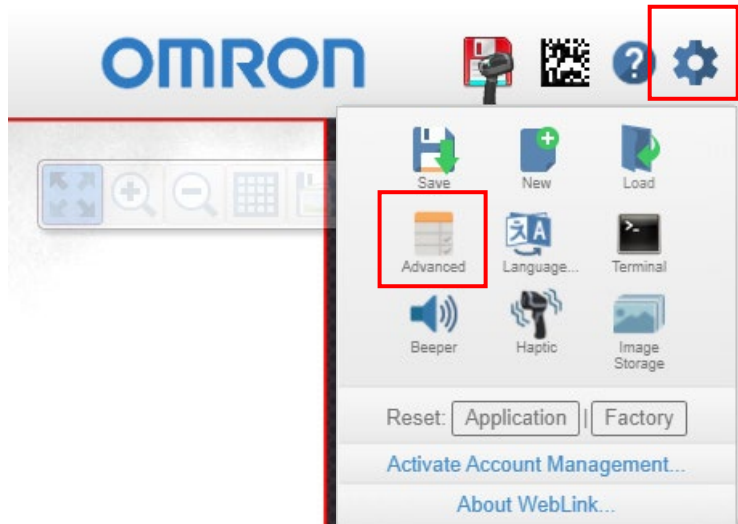 OMRON
Save New Load
Advanced Language... Terminal
Beeper Haptic Image
Storage
Reset: Application | Factory
Activate Account Management...
About WebLink...